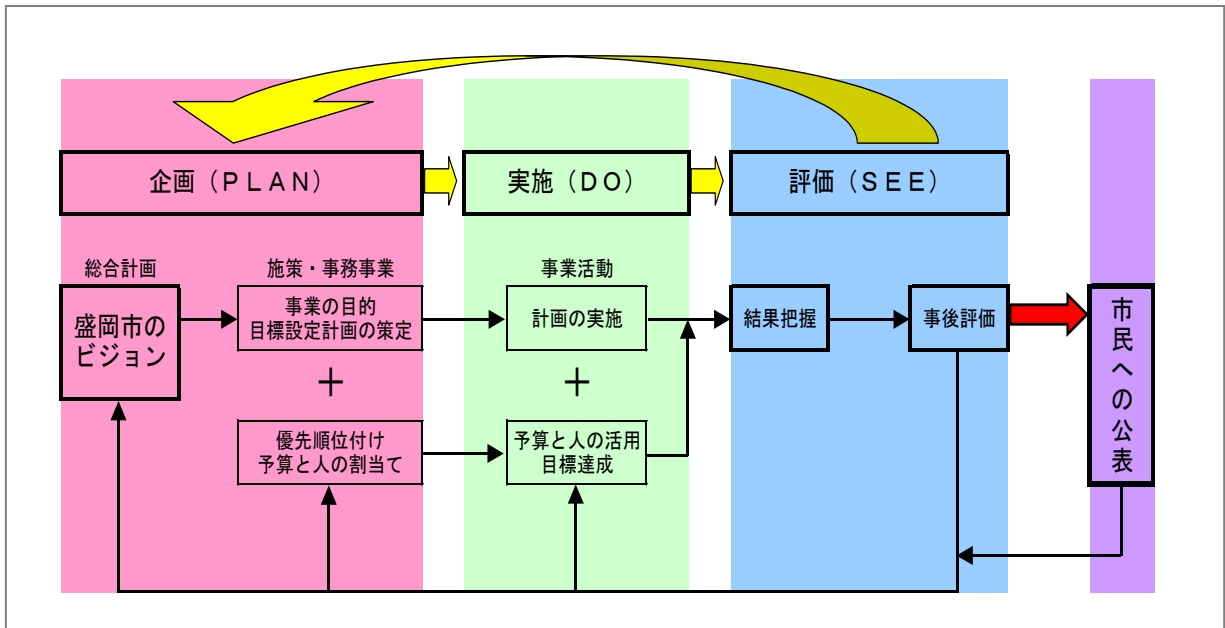 企画（ＰＬＡＮ）
実施（ＤＯ）
評価（ＳＥＥ）
総合計画
盛岡市の
ビジョン
施策・事務事業
事業の目的
目標設定計画の策定
＋
優先順位付け
予算と人の割当て
事業活動
計画の実施
＋
予算と人の活用
目標達成
結果把握
事後評価
市民への公表